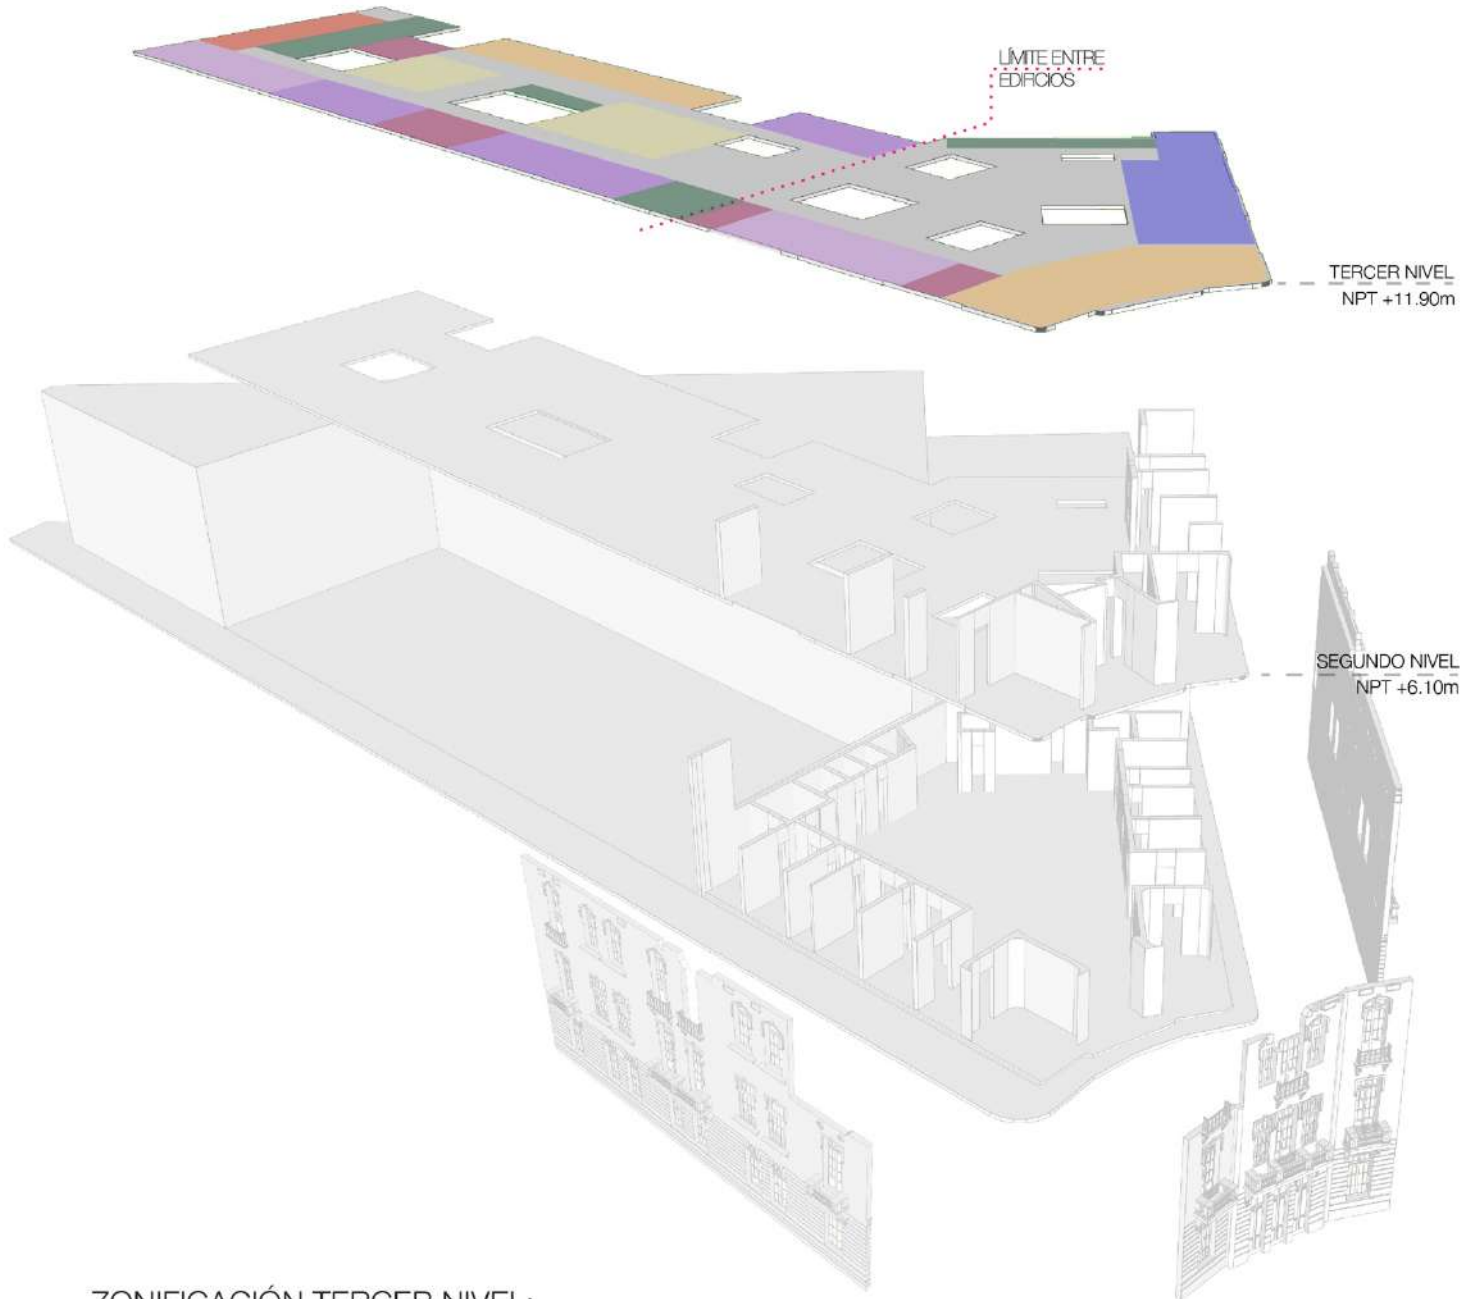 LÍMITE ENTRE
EDIFICIOS
TERCER NIVEL
NPT +11.90m
SEGUNDO NIVEL
NPT +6.10m
ZONIFICACIÓN TERCER NIVEL: